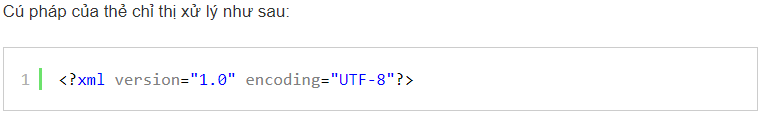 Cú pháp của thẻ chỉ thị xử lý như sau:
1 <?xml version="1.0" encoding="UTF-8"?>